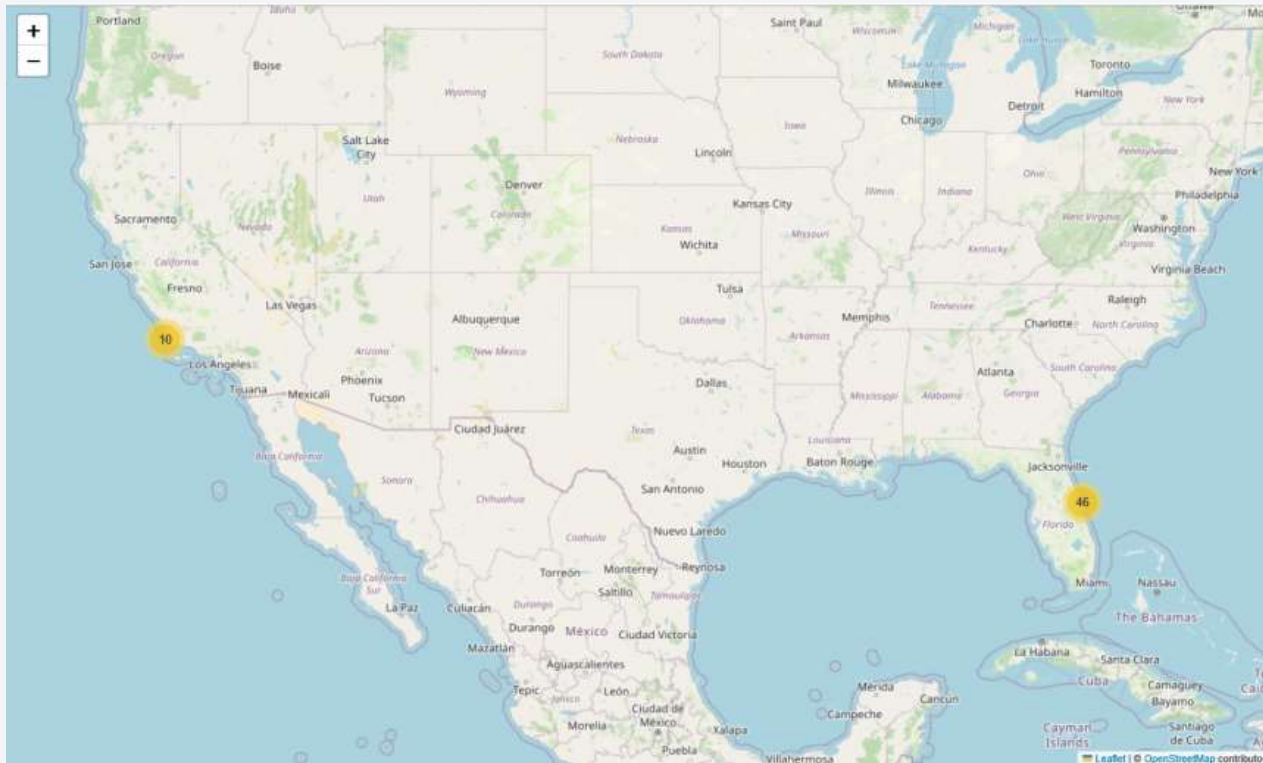 +
−
Portland
Idaho
Saint Paul
Wisconsin
Michigan
Lake Huron
Ottawa
Oregon
Boise
South Dakota
Lake Michigan
Toronto
Milwaukee
Hamilton
Wyoming
Detroit
New York
Chicago
Iowa
Salt Lake
City
Nebraska
Lincoln
Pennsylvania
Ohio
New York
Denver
Utah
Illinois
Indiana
Philadelphia
Kansas City
Colorado
Sacramento
Nevada
Kansas
Missouri
West Virginia
Washington
Wichita
Virginia
Kentucky
San Jose
California
Virginia Beach
Fresno
Tulsa
Las Vegas
Raleigh
Tennessee
Albuquerque
Oklahoma
Memphis
Charlotte
North Carolina
10
Arkansas
Arizona
New Mexico
Los Angeles
South Carolina
Phoenix
Atlanta
Dallas
Tijuana
Mexicali
Tucson
Mississippi
Alabama
Georgia
Ciudad Juárez
Texas
Louisiana
Austin
Baja California
Houston
Baton Rouge
Jacksonville
Sonora
San Antonio
Chihuahua
46
Florida
Nuevo Laredo
Coahuila
Torreón
Monterrey
Reynosa
Baja California
Sur
Saltillo
Miami
Nassau
Tamaulipas
La Paz
Culiacán
Durango
The Bahamas
Durango
México
Ciudad Victoria
Mazatlán
La Habana
Santa Clara
Aguascalientes
Cuba
Tepic
León
Mérida
Camagüey
Jalisco
Cancún
Bayamo
Ciudad de
México
Campeche
Morelia
Xalapa
Cayman
Islands
Santiago
de Cuba
Puebla
Villahermosa
Leaflet | © OpenStreetMap contributo